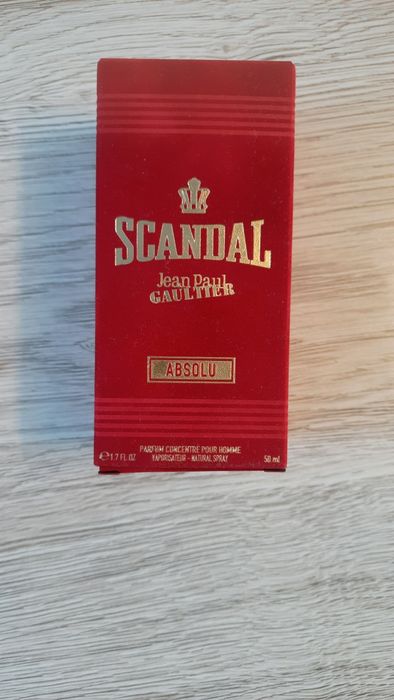 SCANDAL
Jean Paul
GAULTIER
ABSOLU
PARFUM CONCENTRÉ POUR HOMME
℮1.7 FL.OZ VAPORISATEUR - NATURAL SPRAY 50 ml